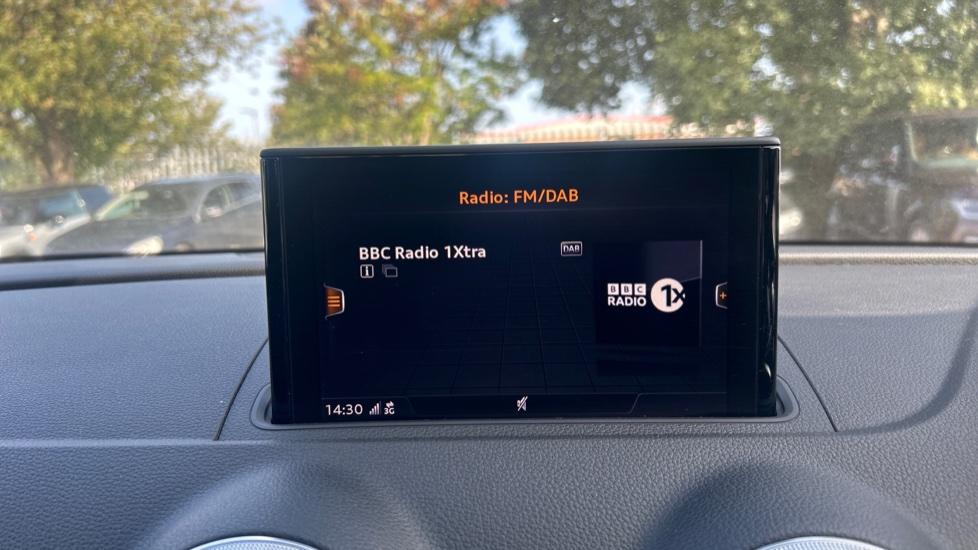 Radio: FM/DAB
BBC Radio 1Xtra
DAB
BBC
RADIO 1X
14:30 3G